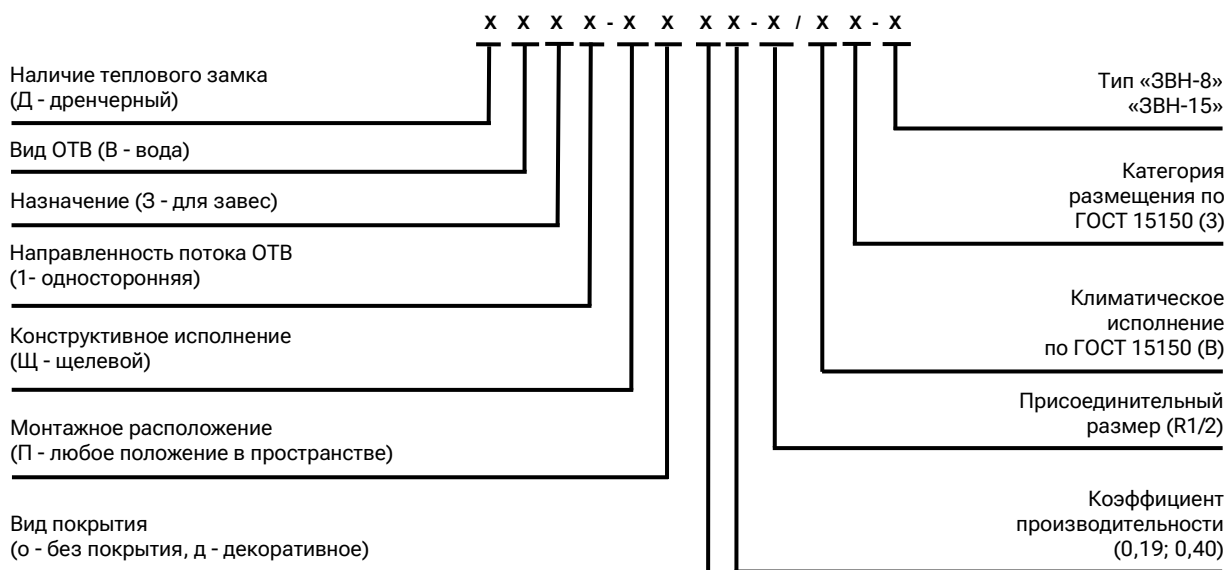 X X X X - X X X X - X / X X - X
Наличие теплового замка
(Д - дренчерный)
Вид ОТВ (В - вода)
Назначение (З - для завес)
Направленность потока ОТВ
(1- односторонняя)
Конструктивное исполнение
(Щ - щелевой)
Монтажное расположение
(П - любое положение в пространстве)
Вид покрытия
(о - без покрытия, д - декоративное)
Тип «ЗВН-8»
«ЗВН-15»
Категория
размещения по
ГОСТ 15150 (3)
Климатическое
исполнение
по ГОСТ 15150 (В)
Присоединительный
размер (R1/2)
Коэффициент
производительности
(0,19; 0,40)